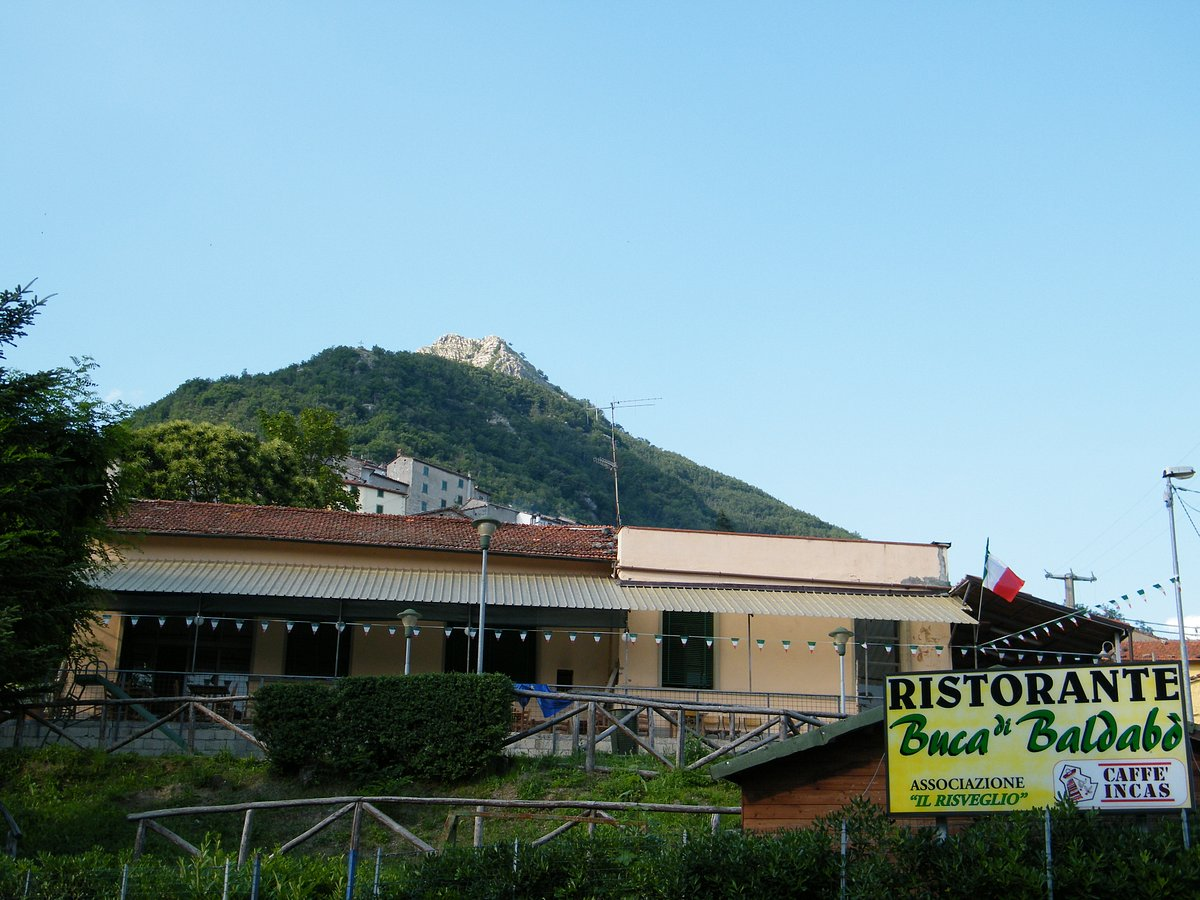 RISTORANTE
Buca di Baldabò
ASSOCIAZIONE
"IL RISVEGLIO"
CAFFE'
INCAS